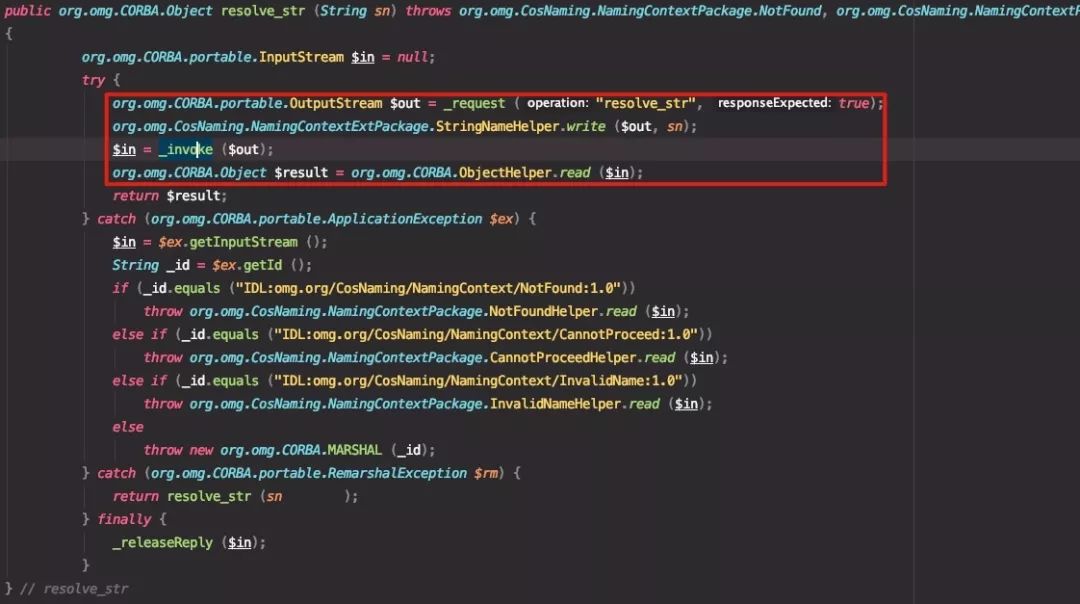 public org.omg.CORBA.Object resolve_str (String sn) throws org.omg.CosNaming.NamingContextPackage.NotFound, org.omg.CosNaming.NamingContextP
{
org.omg.CORBA.portable.InputStream $in = null;
try {
org.omg.CORBA.portable.OutputStream $out = _request ( operation: "resolve_str", responseExpected: true);
org.omg.CosNaming.NamingContextExtPackage.StringNameHelper.write ($out, sn);
$in = _invoke ($out);
org.omg.CORBA.Object $result = org.omg.CORBA.ObjectHelper.read ($in);
return $result;
} catch (org.omg.CORBA.portable.ApplicationException $ex) {
$in = $ex.getInputStream ();
String _id = $ex.getId ();
if (_id.equals ("IDL:omg.org/CosNaming/NamingContext/NotFound:1.0"))
throw org.omg.CosNaming.NamingContextPackage.NotFoundHelper.read ($in);
else if (_id.equals ("IDL:omg.org/CosNaming/NamingContext/CannotProceed:1.0"))
throw org.omg.CosNaming.NamingContextPackage.CannotProceedHelper.read ($in);
else if (_id.equals ("IDL:omg.org/CosNaming/NamingContext/InvalidName:1.0"))
throw org.omg.CosNaming.NamingContextPackage.InvalidNameHelper.read ($in);
else
throw new org.omg.CORBA.MARSHAL (_id);
} catch (org.omg.CORBA.portable.RemarshalException $rm) {
return resolve_str (sn );
} finally {
_releaseReply ($in);
}
} // resolve_str